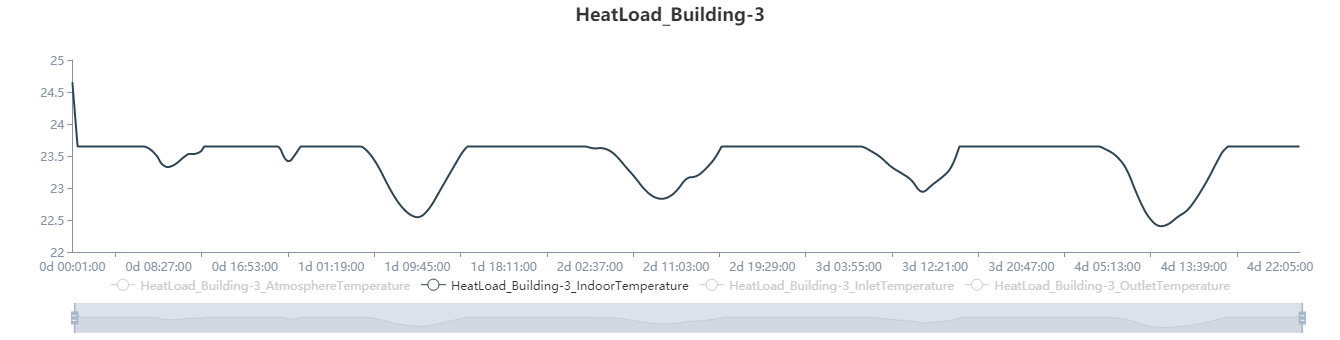 HeatLoad_Building-3
25
24.5
24
23.5
23
22.5
22
0d 00:01:00 0d 08:27:00 0d 16:53:00 1d 01:19:00 1d 09:45:00 1d 18:11:00 2d 02:37:00 2d 11:03:00 2d 19:29:00 3d 03:55:00 3d 12:21:00 3d 20:47:00 4d 05:13:00 4d 13:39:00 4d 22:05:00
HeatLoad_Building-3_AtmosphereTemperature HeatLoad_Building-3_IndoorTemperature HeatLoad_Building-3_InletTemperature HeatLoad_Building-3_OutletTemperature